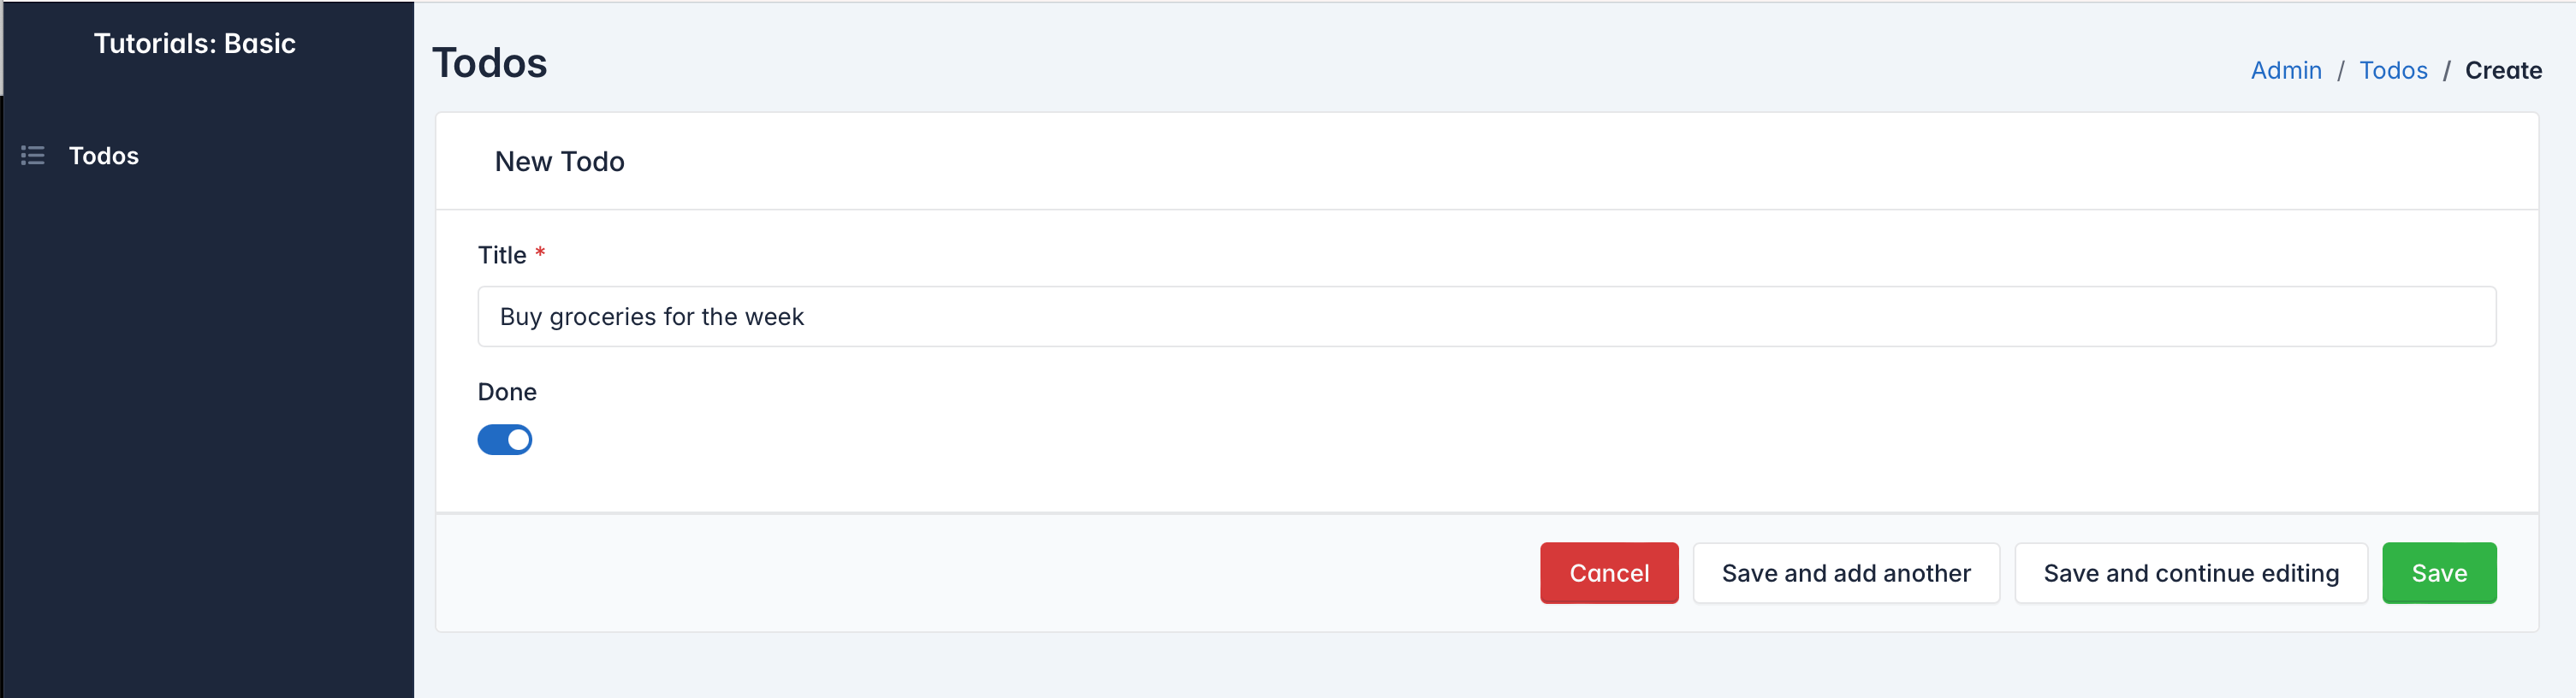 Tutorials: Basic
Todos
Todos
Admin / Todos / Create
New Todo
Title *
Buy groceries for the week
Done
Cancel
Save and add another
Save and continue editing
Save